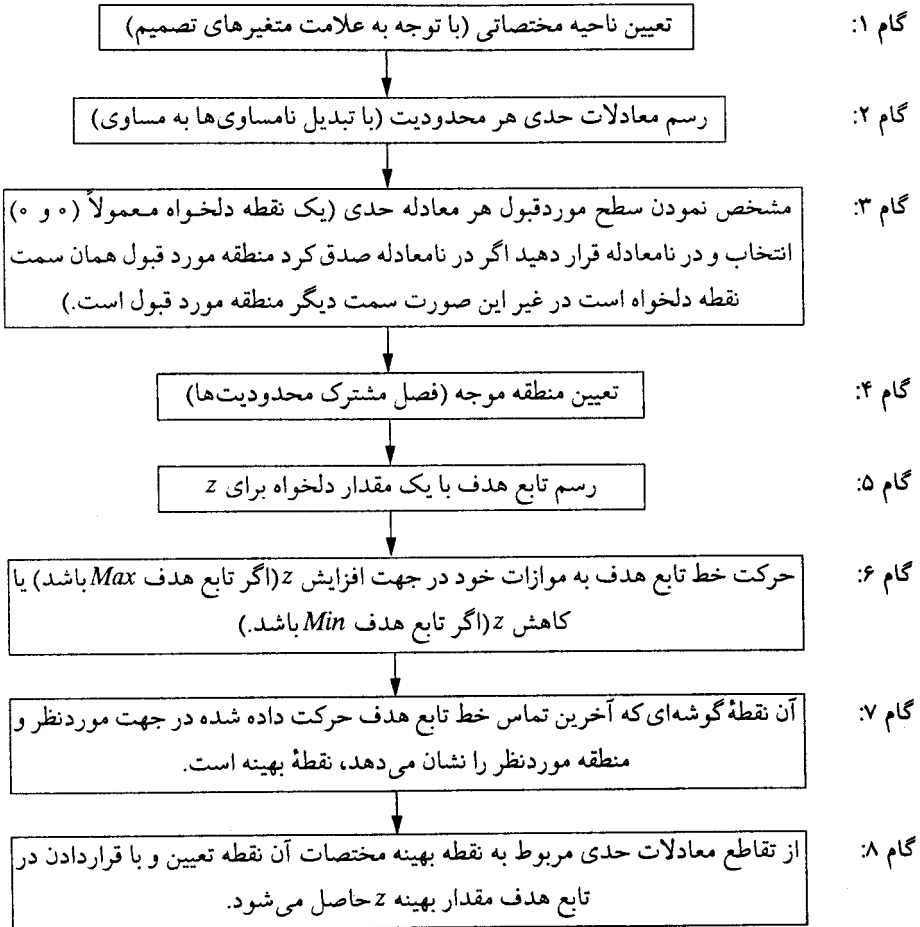 گام ۱:
تعیین ناحیه مختصاتی (با توجه به علامت متغیرهای تصمیم)
گام ۲:
رسم معادلات حدی هر محدودیت (با تبدیل نامساوی‌ها به مساوی)
گام ۳:
مشخص نمودن سطح موردقبول هر معادله حدی (یک نقطه دلخواه معمولاً (۰ و ۰)
انتخاب و در نامعادله قرار دهید اگر در نامعادله صدق کرد منطقه مورد قبول همان سمت
نقطه دلخواه است در غیر این صورت سمت دیگر منطقه مورد قبول است.)
گام ۴:
تعیین منطقه موجه (فصل مشترک محدودیت‌ها)
گام ۵:
رسم تابع هدف با یک مقدار دلخواه برای z
گام ۶:
حرکت خط تابع هدف به موازات خود در جهت افزایش z (اگر تابع هدف Max باشد) یا
کاهش z (اگر تابع هدف Min باشد.)
گام ۷:
آن نقطهٔ گوشه‌ای که آخرین تماس خط تابع هدف حرکت داده شده در جهت موردنظر و
منطقه موردنظر را نشان می‌دهد، نقطهٔ بهینه است.
گام ۸:
از تقاطع معادلات حدی مربوط به نقطه بهینه مختصات آن نقطه تعیین و با قراردادن در
تابع هدف مقدار بهینه z حاصل می‌شود.